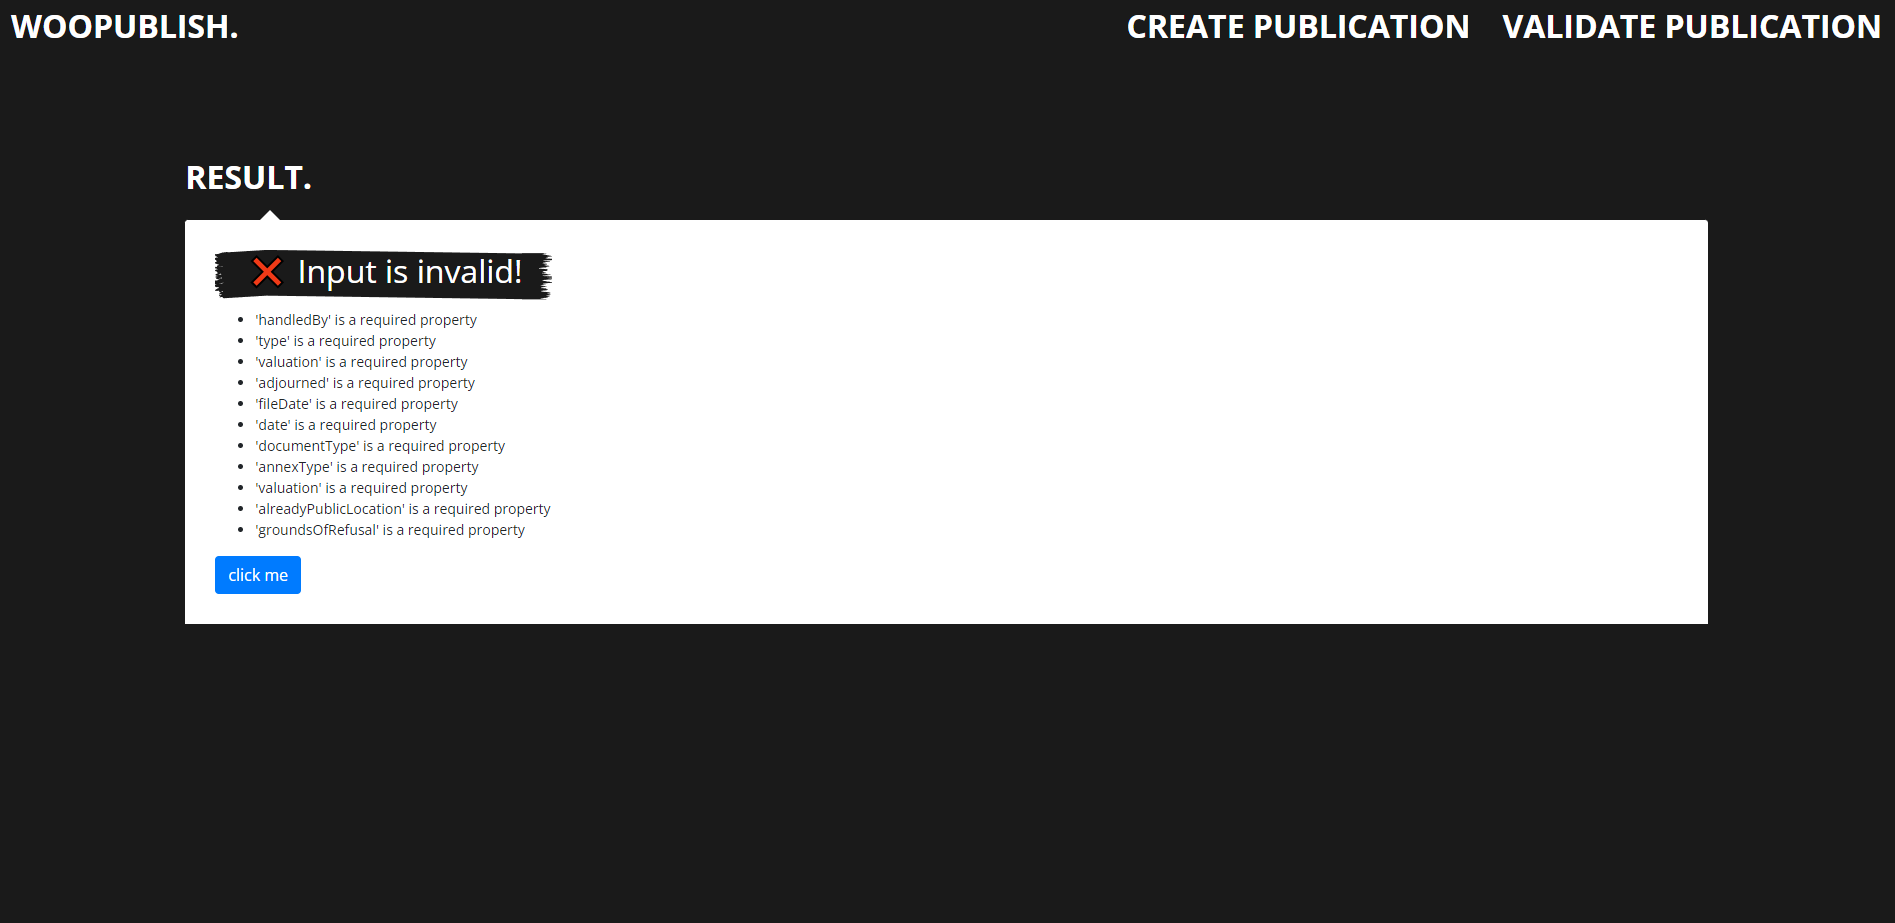 WOOPUBLISH.
CREATE PUBLICATION
VALIDATE PUBLICATION
RESULT.
❌ Input is invalid!
'handledBy' is a required property
'type' is a required property
'valuation' is a required property
'adjourned' is a required property
'fileDate' is a required property
'date' is a required property
'documentType' is a required property
'annexType' is a required property
'valuation' is a required property
'alreadyPublicLocation' is a required property
'groundsOfRefusal' is a required property
click me